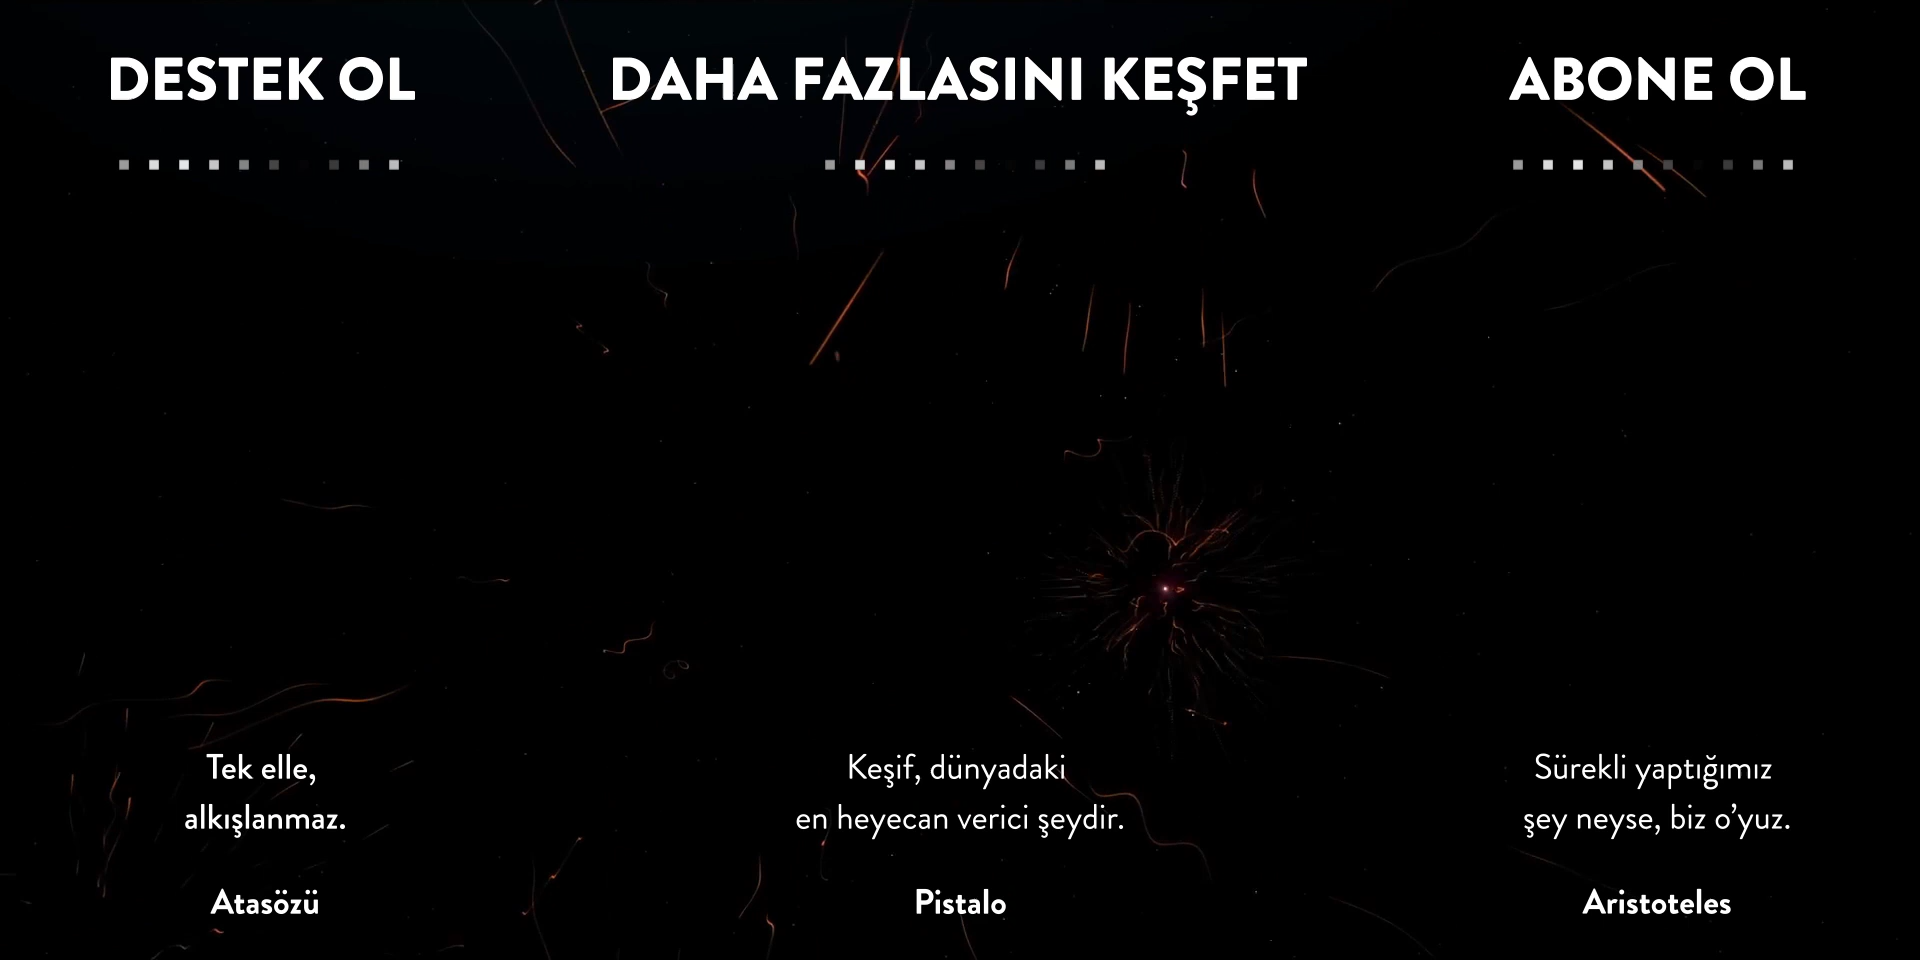 DESTEK OL
DAHA FAZLASINI KEŞFET
ABONE OL
Tek elle,
alkışlanmaz.
Atasözü
Keşif, dünyadaki
en heyecan verici şeydir.
Pistalo
Sürekli yaptığımız
şey neyse, biz o’yuz.
Aristoteles